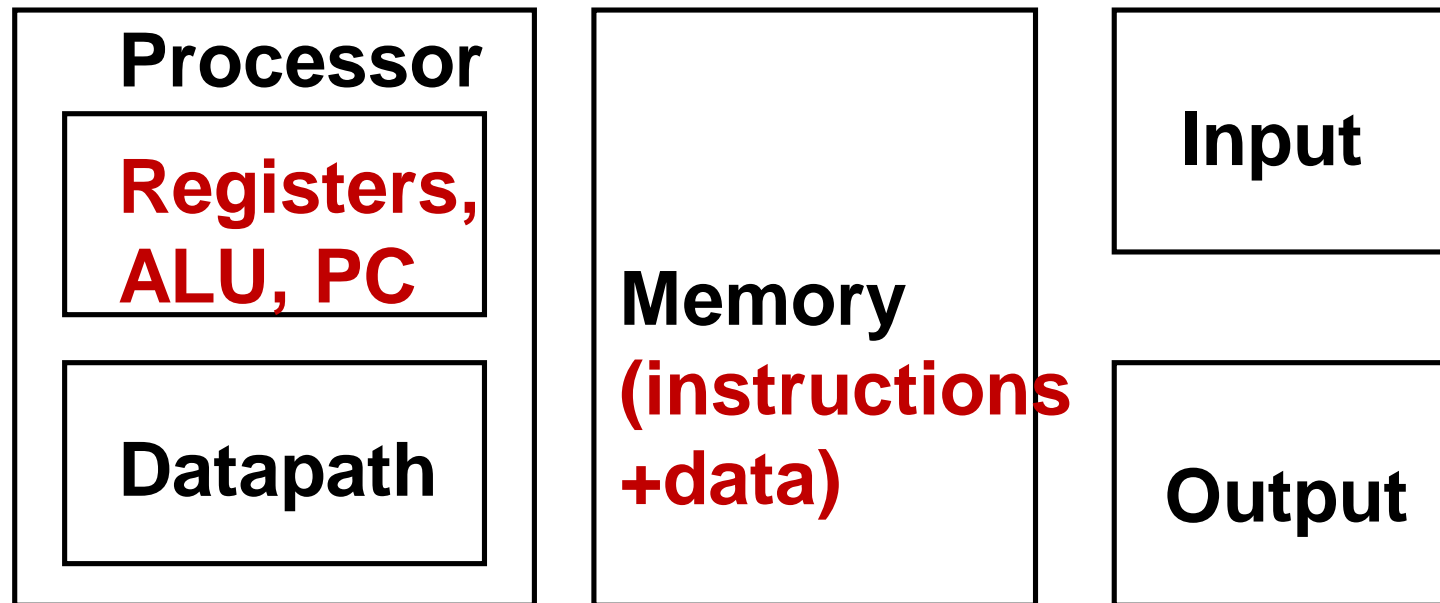 Processor
Registers,
ALU, PC
Datapath
Memory
(instructions
+data)
Input
Output